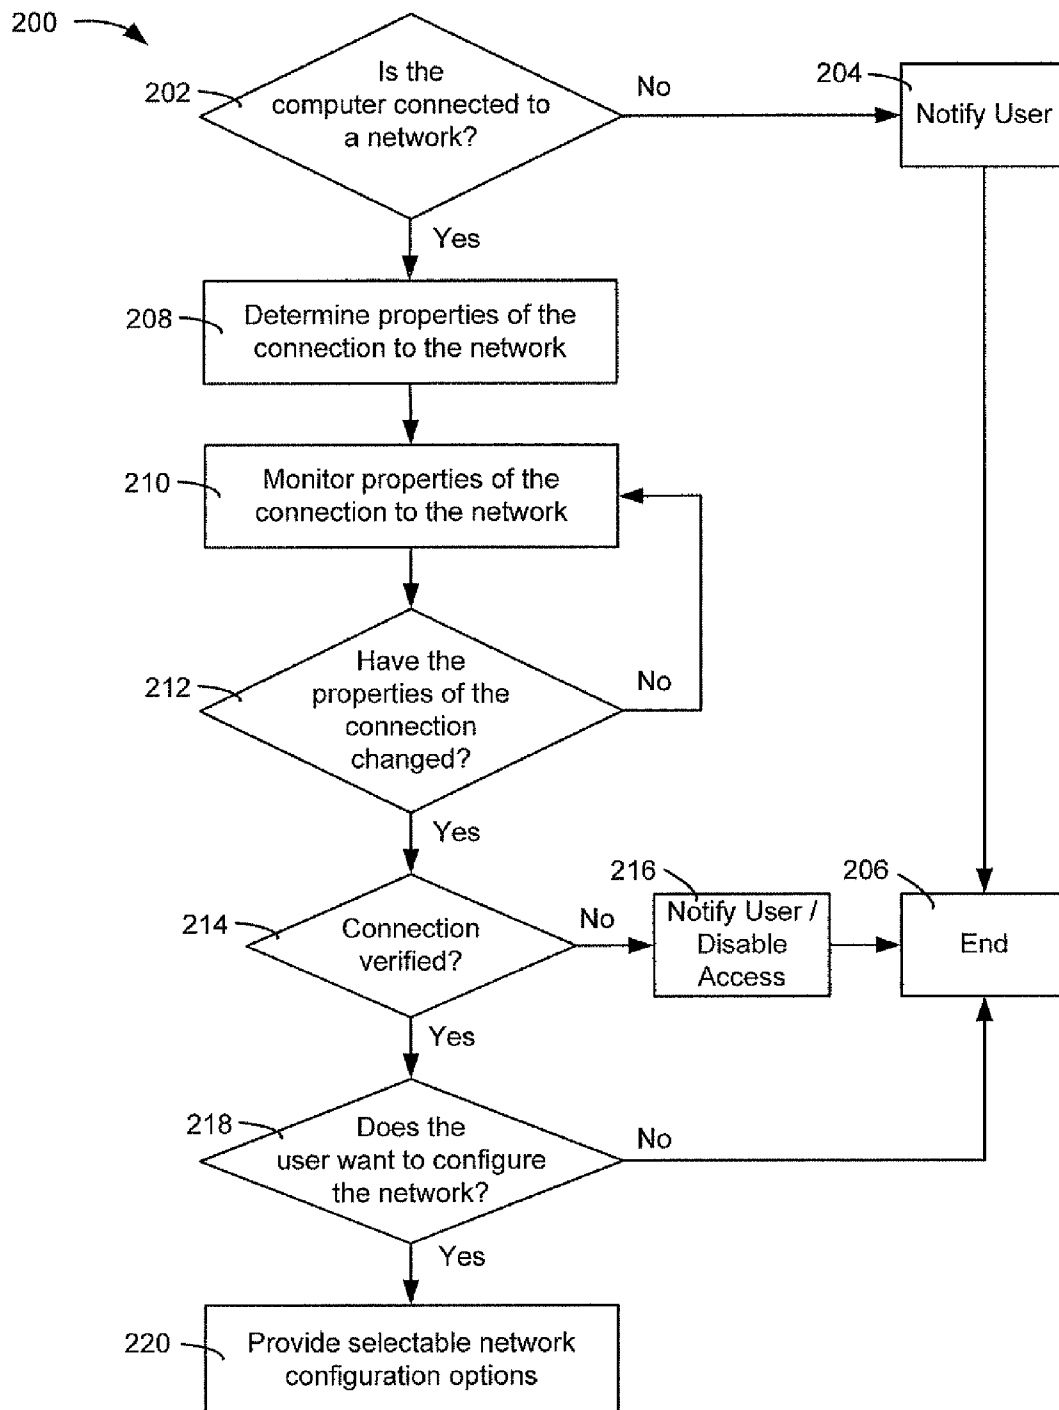 200
202
Is the
computer connected to
a network?
No
204
Notify User
Yes
208
Determine properties of the
connection to the network
210
Monitor properties of the
connection to the network
212
Have the
properties of the
connection
changed?
No
Yes
214
Connection
verified?
No
216
Notify User /
Disable
Access
206
End
Yes
218
Does the
user want to configure
the network?
No
Yes
220
Provide selectable network
configuration options